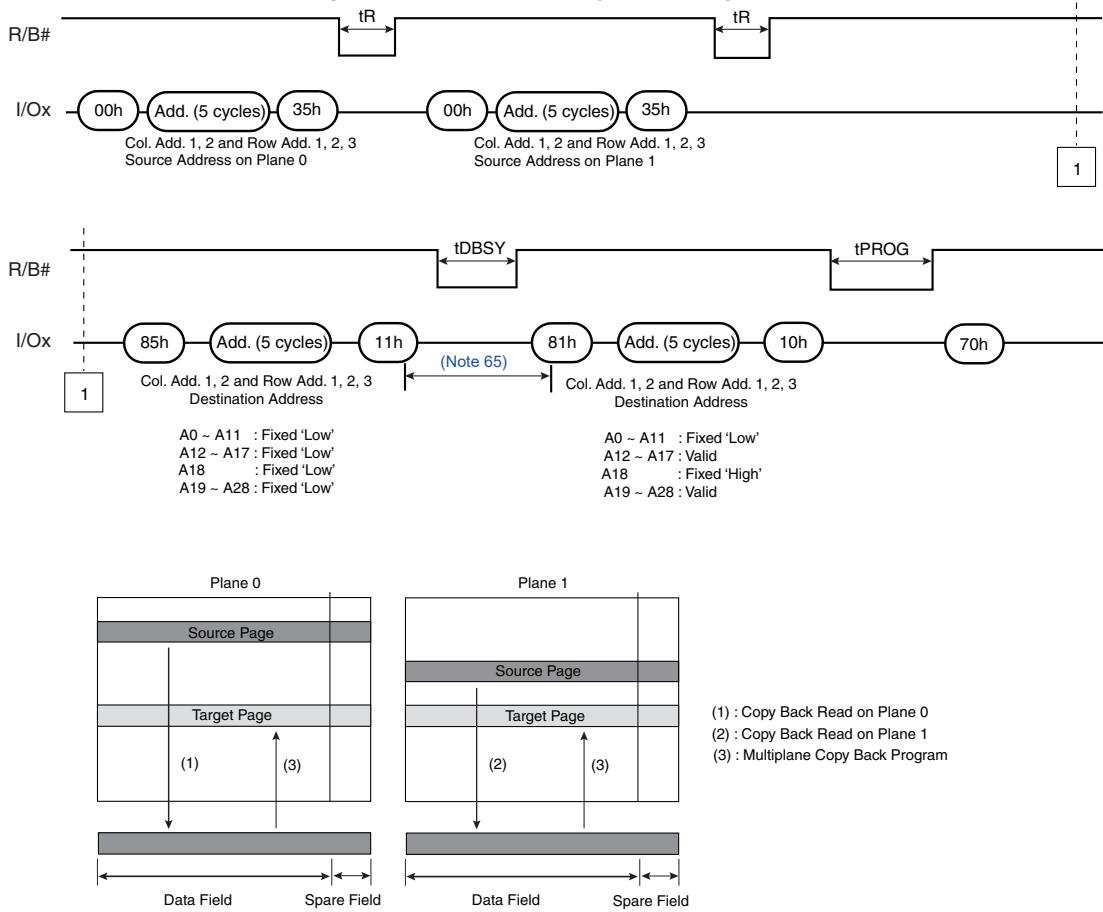 tR
tR
R/B#
I/Ox
00h
Add. (5 cycles)
35h
00h
Add. (5 cycles)
35h
Col. Add. 1, 2 and Row Add. 1, 2, 3
Source Address on Plane 0
Col. Add. 1, 2 and Row Add. 1, 2, 3
Source Address on Plane 1
1
tDBSY
tPROG
R/B#
I/Ox
85h
Add. (5 cycles)
11h
81h
Add. (5 cycles)
10h
70h
(Note 65)
1
Col. Add. 1, 2 and Row Add. 1, 2, 3
Destination Address
Col. Add. 1, 2 and Row Add. 1, 2, 3
Destination Address
A0 ~ A11 : Fixed ‘Low’
A12 ~ A17 : Fixed ‘Low’
A18 : Fixed ‘Low’
A19 ~ A28 : Fixed ‘Low’
A0 ~ A11 : Fixed ‘Low’
A12 ~ A17 : Valid
A18 : Fixed ‘High’
A19 ~ A28 : Valid
Plane 0
Plane 1
Source Page
Source Page
Target Page
Target Page
(1)
(3)
(2)
(3)
(1) : Copy Back Read on Plane 0
(2) : Copy Back Read on Plane 1
(3) : Multiplane Copy Back Program
Data Field
Spare Field
Data Field
Spare Field